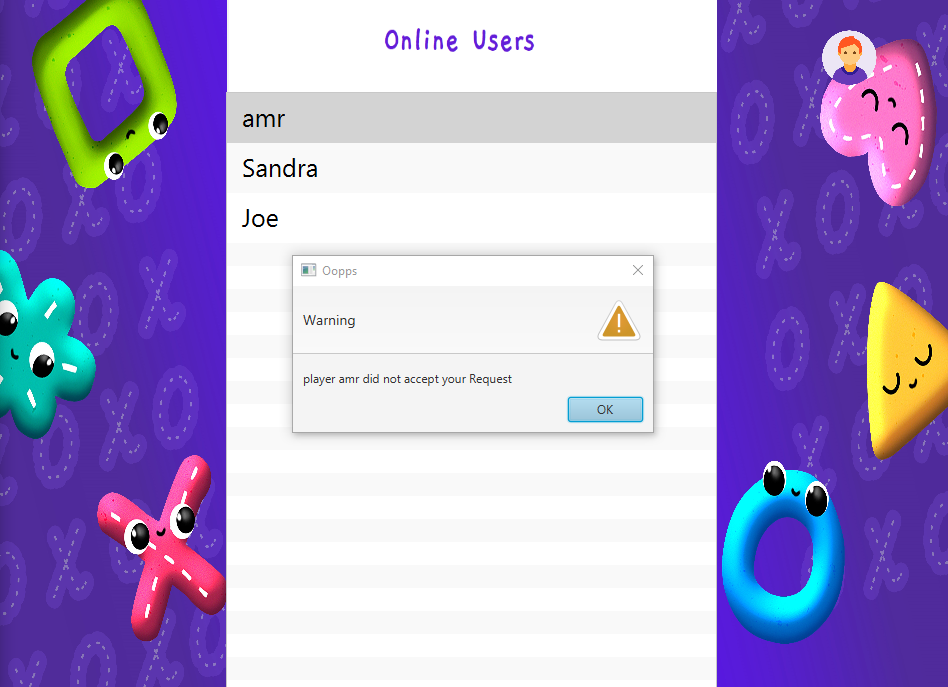 Online Users
amr
Sandra
Joe
Oopps
Warning
player amr did not accept your Request
OK